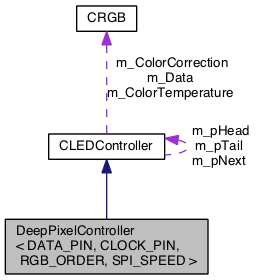 CRGB
m_ColorCorrection
m_Data
m_ColorTemperature
CLEDController
m_pHead
m_pTail
m_pNext
DeepPixelController
< DATA_PIN, CLOCK_PIN,
RGB_ORDER, SPI_SPEED >